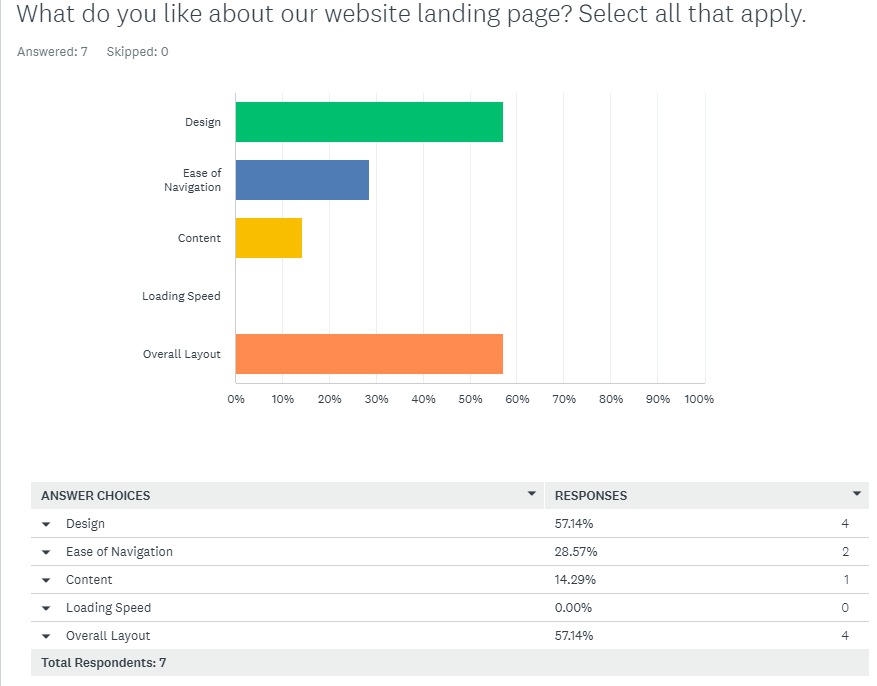 What do you like about our website landing page? Select all that apply.
Answered: 7 Skipped: 0
Design
Ease of
Navigation
Content
Loading Speed
Overall Layout
0% 10% 20% 30% 40% 50% 60% 70% 80% 90% 100%
ANSWER CHOICES RESPONSES
Design 57.14% 4
Ease of Navigation 28.57% 2
Content 14.29% 1
Loading Speed 0.00% 0
Overall Layout 57.14% 4
Total Respondents: 7